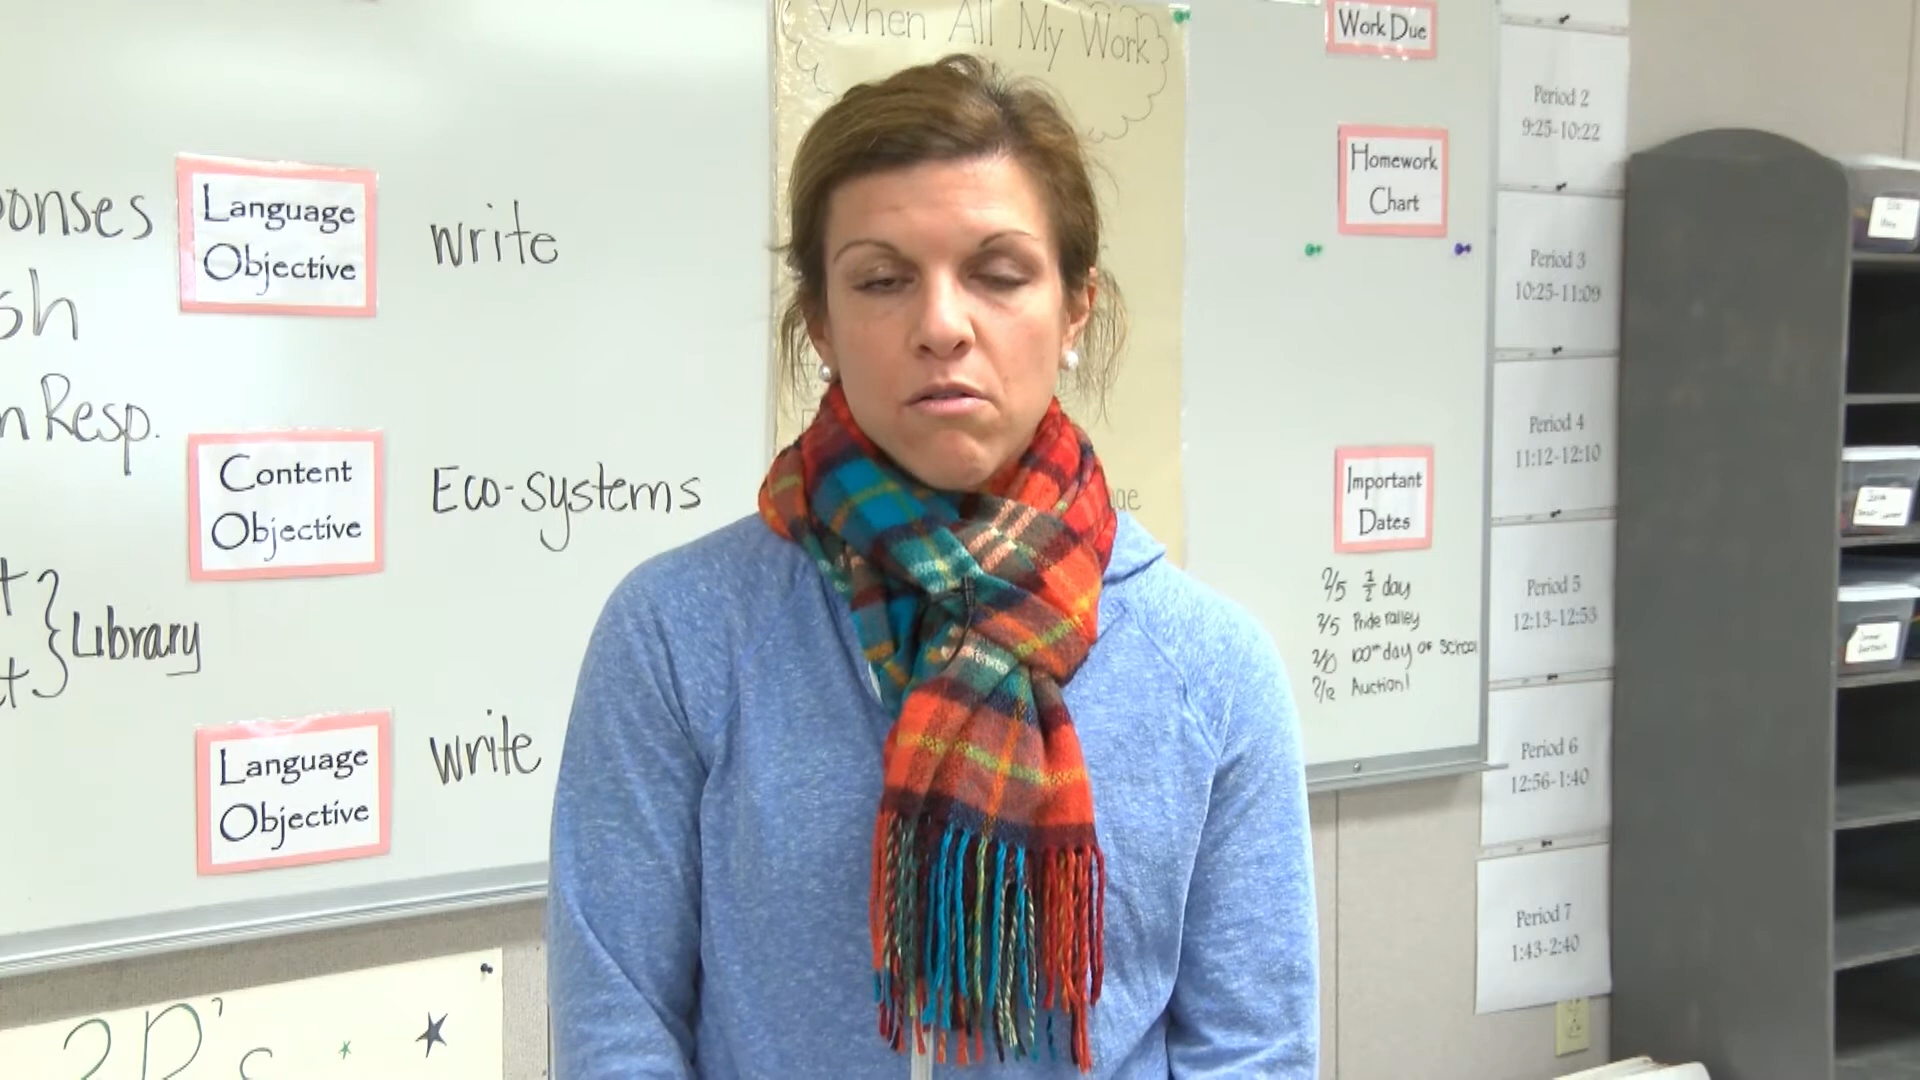 onses
sh
n Resp.
Library
Language
Objective
write
Content
Objective
Eco-systems
Language
Objective
write
When All My Work
Work Due
Homework
Chart
Important
Dates
2/5 ½ day
2/5 Pride ralley
100th day of School
Auction!
Period 2
9:25-10:22
Period 3
10:25-11:09
Period 4
11:12-12:10
Period 5
12:13-12:53
Period 6
12:56-1:40
Period 7
1:43-2:40